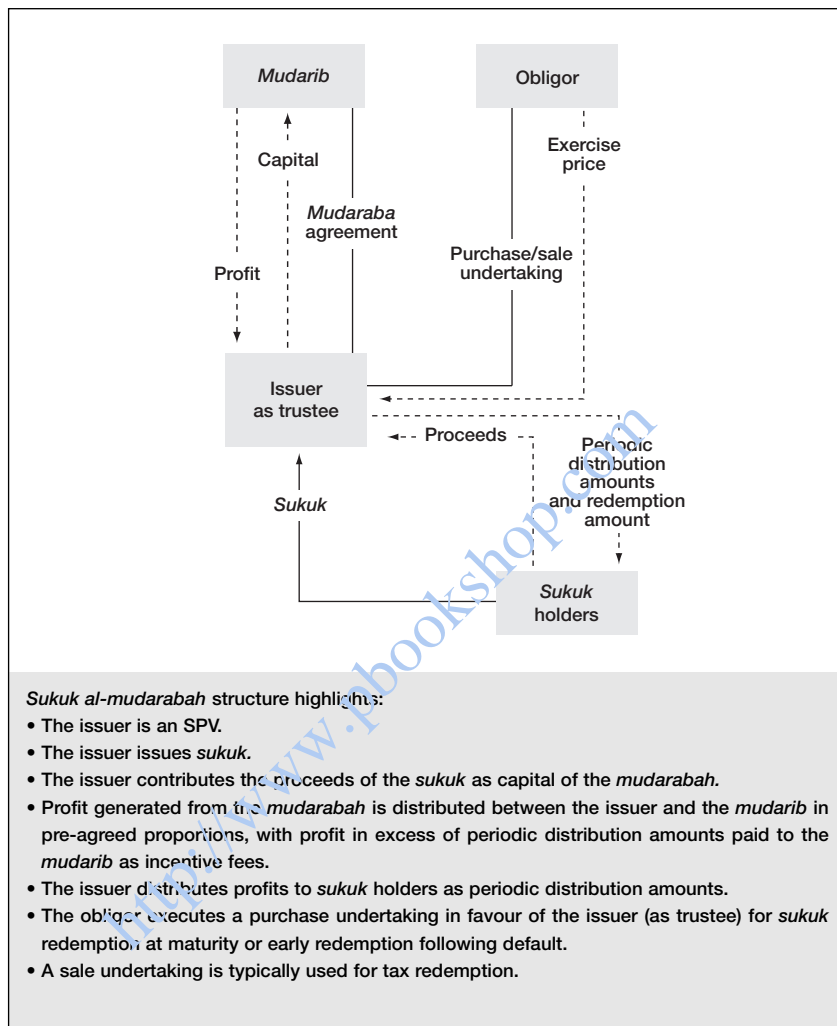 Mudarib
Obligor
Exercise
price
Capital
Mudaraba
agreement
Purchase/sale
undertaking
Profit
Issuer
as trustee
Proceeds
Periodic
distribution
amounts
and redemption
amount
Sukuk
Sukuk
holders
Sukuk al-mudarabah structure highlights:
• The issuer is an SPV.
• The issuer issues sukuk.
• The issuer contributes the proceeds of the sukuk as capital of the mudarabah.
• Profit generated from the mudarabah is distributed between the issuer and the mudarib in
pre-agreed proportions, with profit in excess of periodic distribution amounts paid to the
mudarib as incentive fees.
• The issuer distributes profits to sukuk holders as periodic distribution amounts.
• The obligor executes a purchase undertaking in favour of the issuer (as trustee) for sukuk
redemption at maturity or early redemption following default.
• A sale undertaking is typically used for tax redemption.
http://www.pbookshop.com